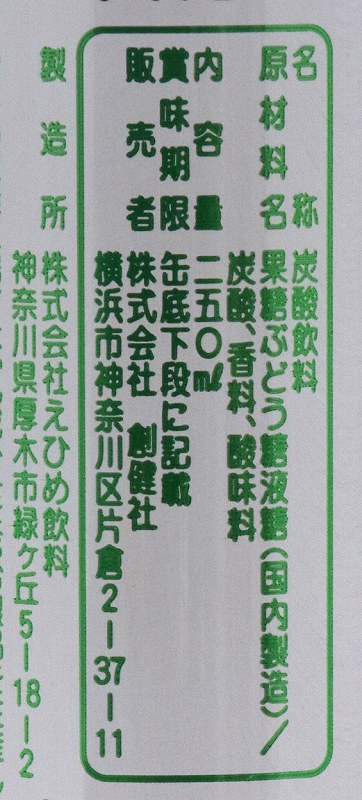 名称 炭酸飲料
原材料名 果糖ぶどう糖液糖(国内製造)/
炭酸、香料、酸味料
内容量 二五〇ml
賞味期限 缶底下段に記載
販売者 株式会社 創健社
横浜市神奈川区片倉2-37-11
製造所 株式会社えひめ飲料
神奈川県厚木市緑ヶ丘5-18-2